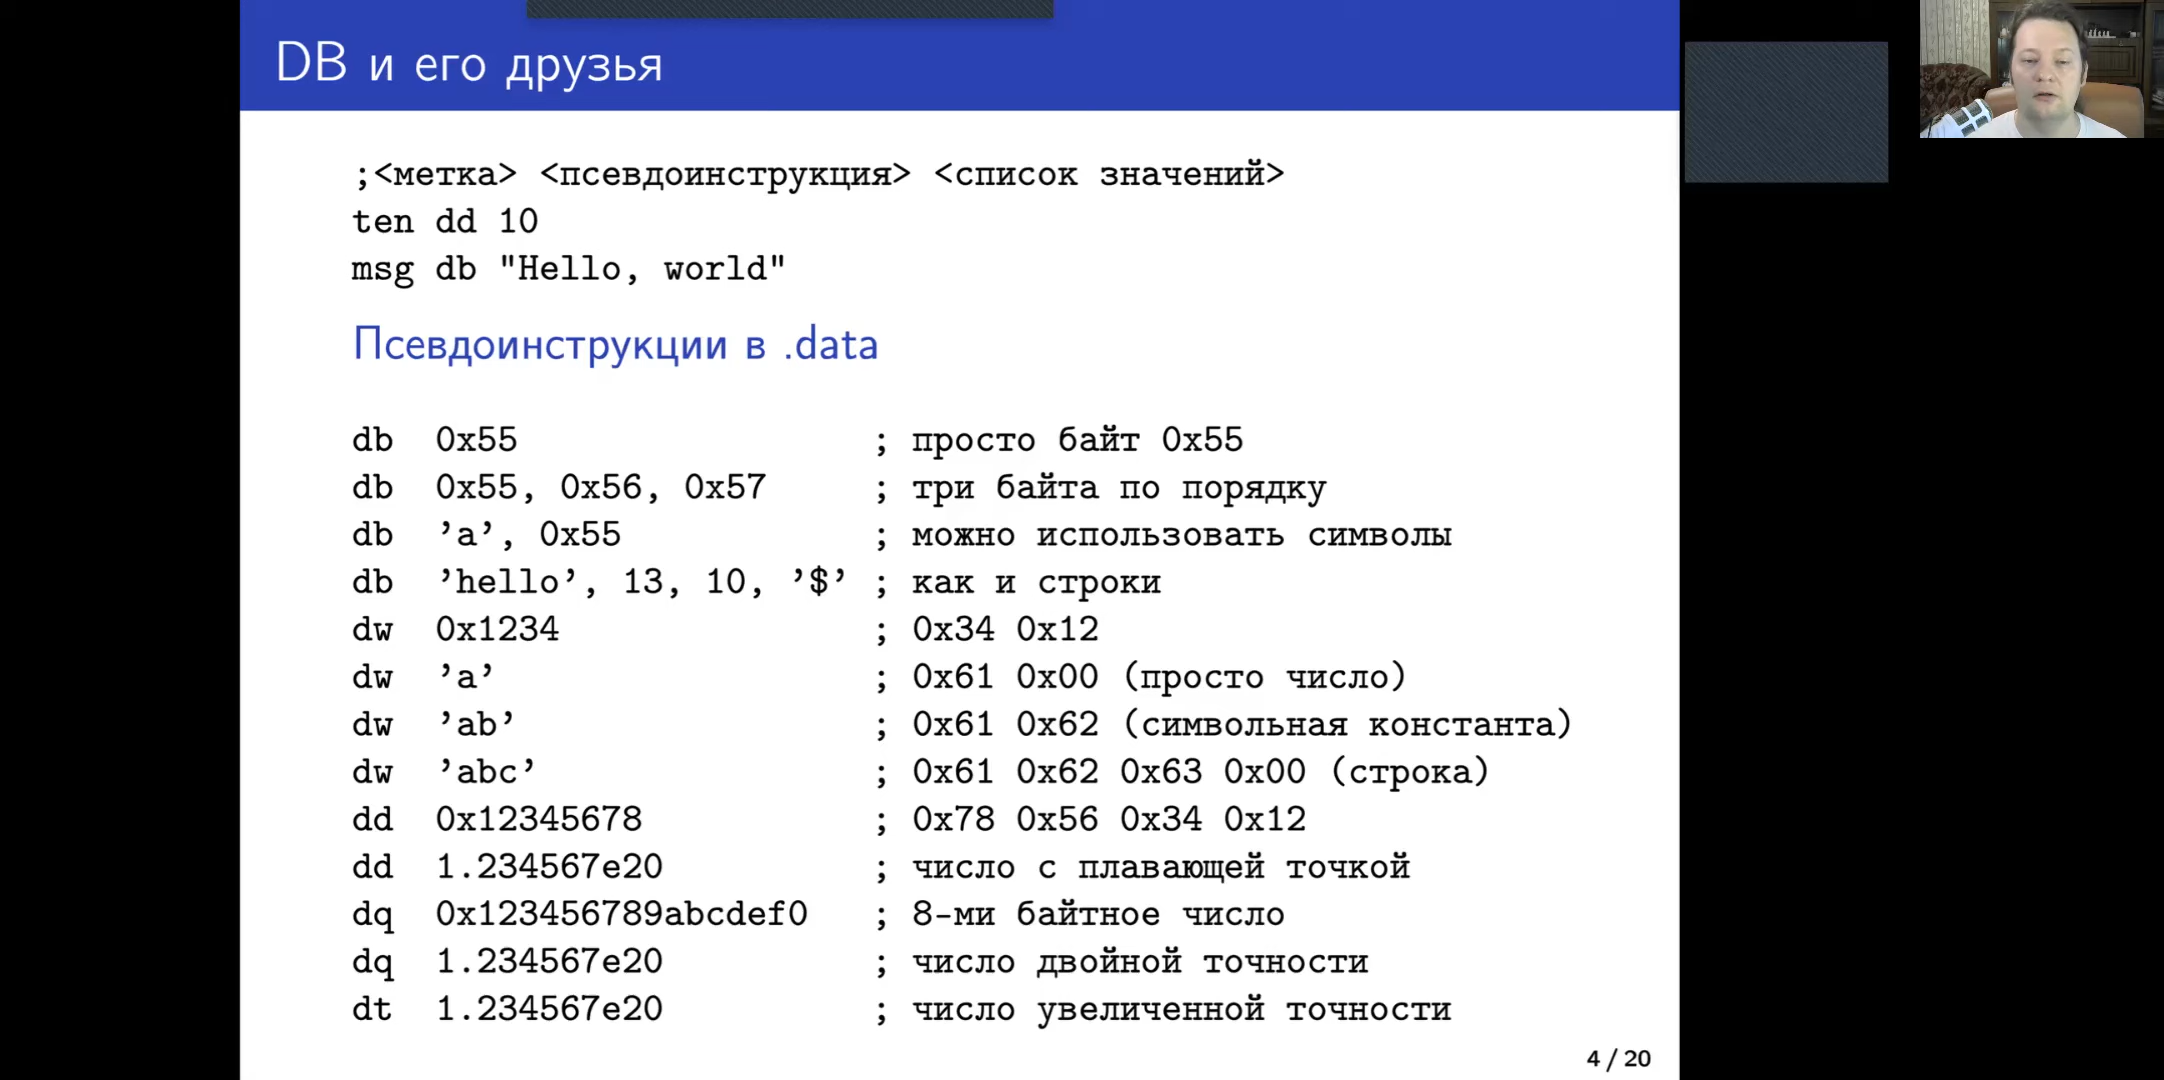 DB и его друзья
;<метка> <псевдоинструкция> <список значений>
ten dd 10
msg db "Hello, world"
Псевдоинструкции в .data
db 0x55 ; просто байт 0x55
db 0x55, 0x56, 0x57 ; три байта по порядку
db ’a’, 0x55 ; можно использовать символы
db ’hello’, 13, 10, ’$’ ; как и строки
dw 0x1234 ; 0x34 0x12
dw ’a’ ; 0x61 0x00 (просто число)
dw ’ab’ ; 0x61 0x62 (символьная константа)
dw ’abc’ ; 0x61 0x62 0x63 0x00 (строка)
dd 0x12345678 ; 0x78 0x56 0x34 0x12
dd 1.234567e20 ; число с плавающей точкой
dq 0x123456789abcdef0 ; 8-ми байтное число
dq 1.234567e20 ; число двойной точности
dt 1.234567e20 ; число увеличенной точности
4 / 20